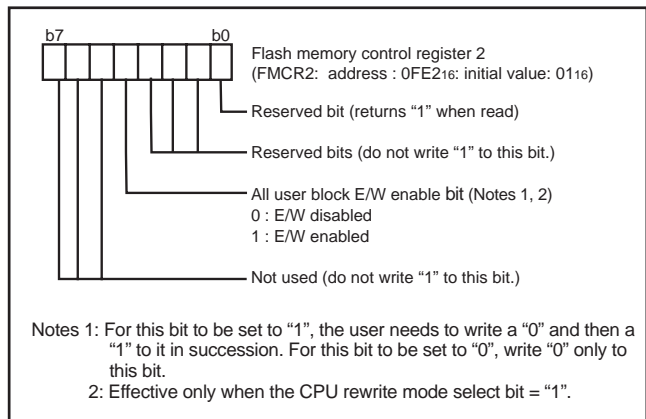 b7 b0
Flash memory control register 2
(FMCR2: address : 0FE216: initial value: 0116)
Reserved bit (returns “1” when read)
Reserved bits (do not write “1” to this bit.)
All user block E/W enable bit (Notes 1, 2)
0 : E/W disabled
1 : E/W enabled
Not used (do not write “1” to this bit.)
Notes 1: For this bit to be set to “1”, the user needs to write a “0” and then a
“1” to it in succession. For this bit to be set to “0”, write “0” only to
this bit.
2: Effective only when the CPU rewrite mode select bit = “1”.